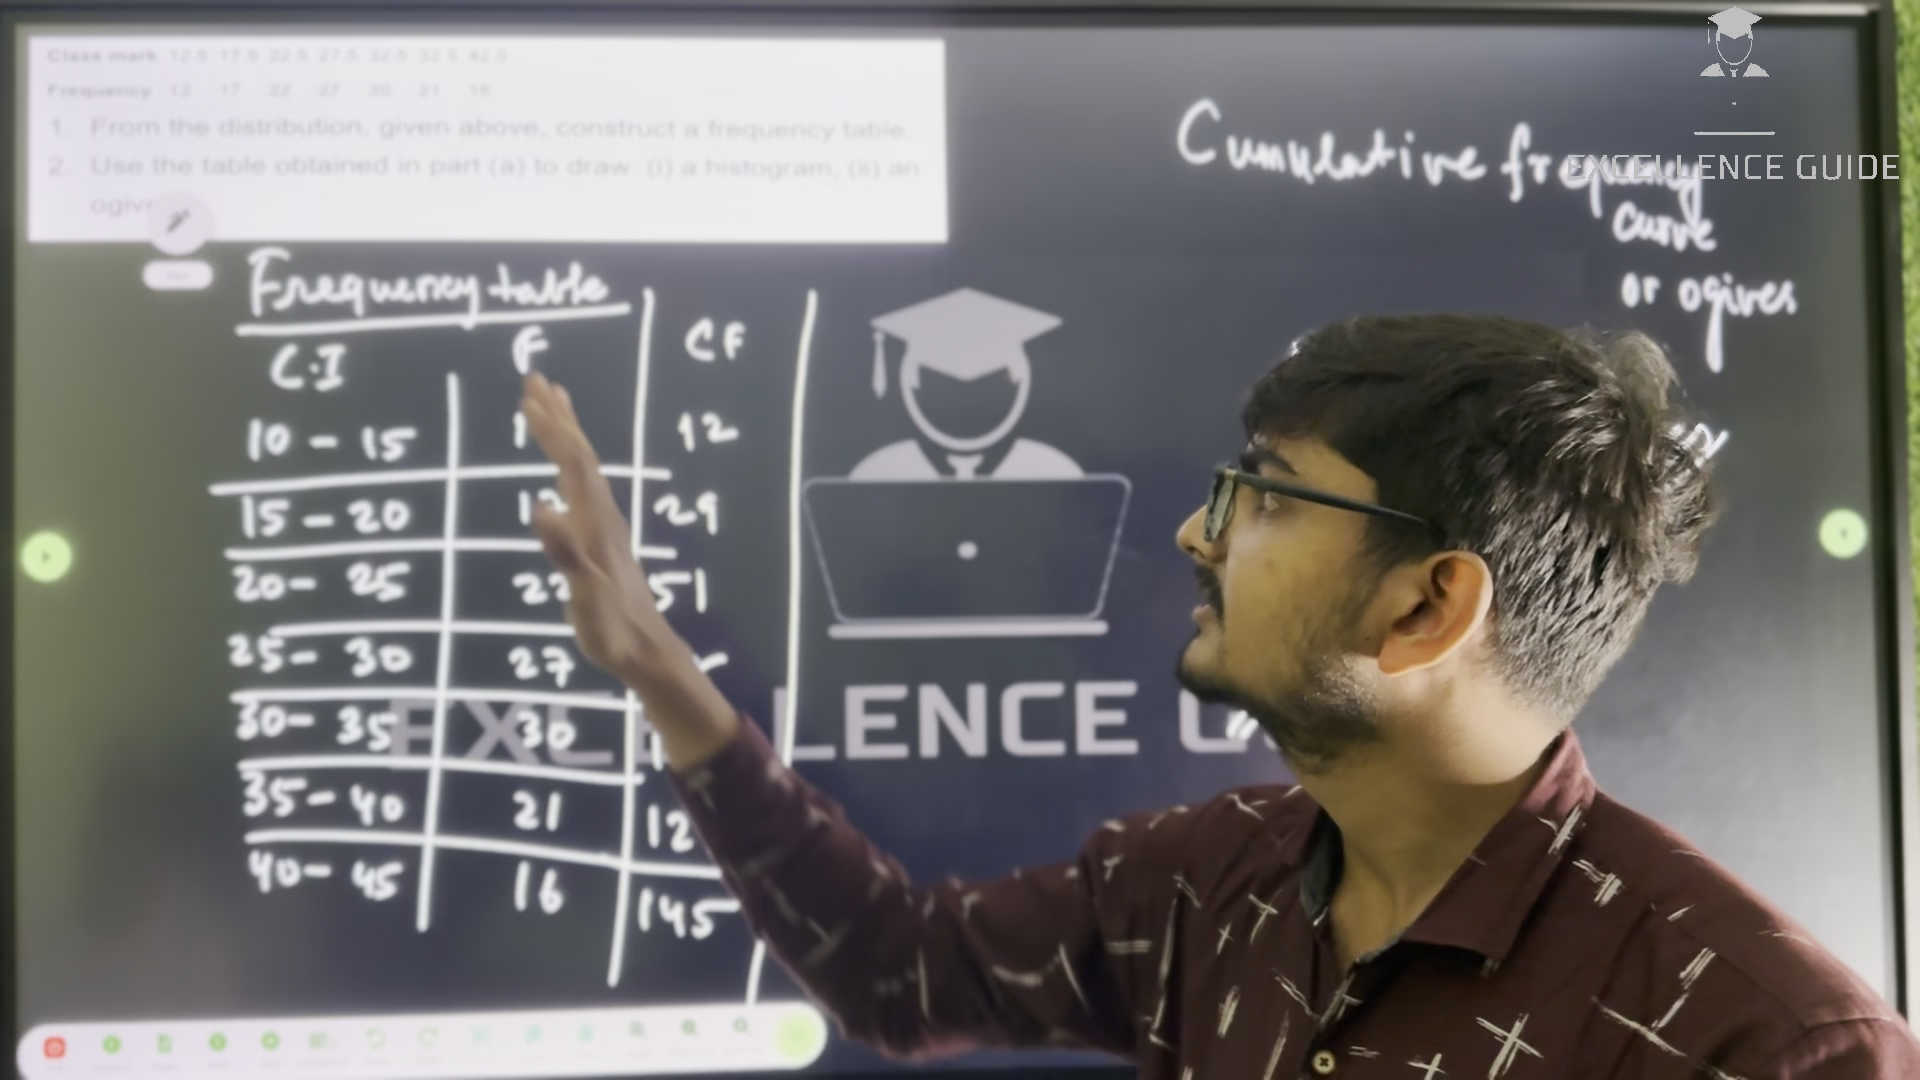 Class mark 12.5 17.5 22.5 27.5 32.5 32.5 42.5
Frequency 12 17 22 27 30 21 16
1. From the distribution, given above, construct a frequency table.
2. Use the table obtained in part (a) to draw: (i) a histogram, (ii) an
EXCELLENCE GUIDE
Cumulative frequency
curve
or ogives
Frequency table
C.I F CF
10 - 15 12
15 - 20 29
20 - 25 22 51
25 - 30 27
30 - 35 30
35 - 40 21
40 - 45 16 145